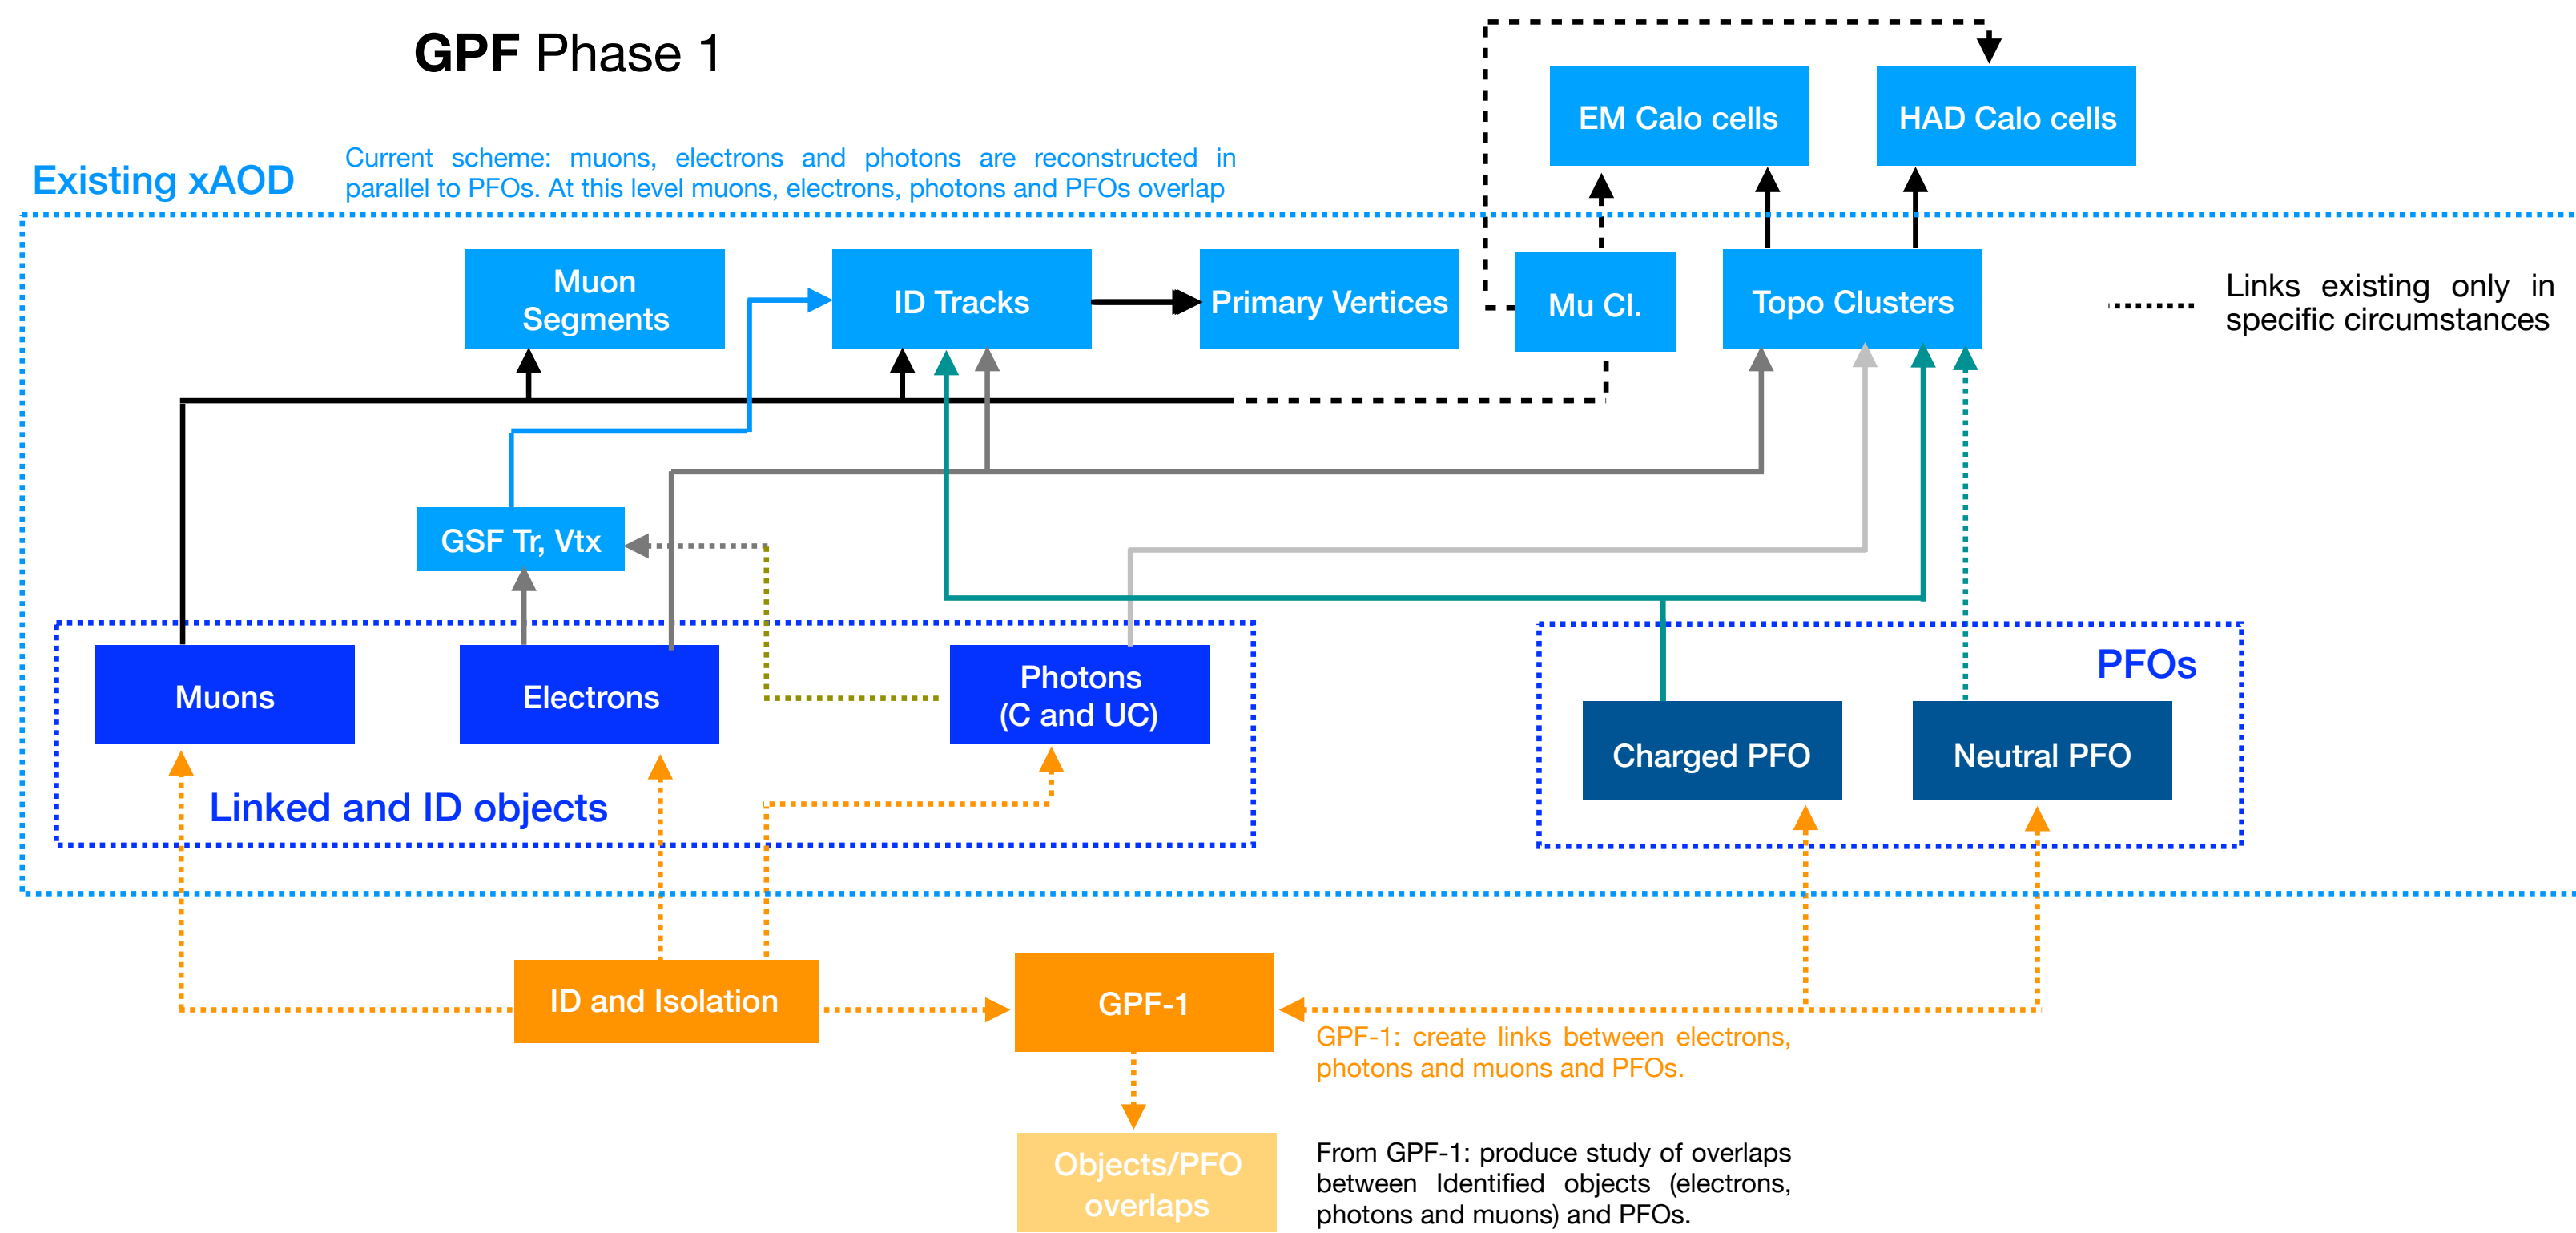 GPF Phase 1
EM Calo cells
HAD Calo cells
Existing xAOD
Current scheme: muons, electrons and photons are reconstructed in
parallel to PFOs. At this level muons, electrons, photons and PFOs overlap
Muon
Segments
ID Tracks
Primary Vertices
Mu Cl.
Topo Clusters
Links existing only in
specific circumstances
GSF Tr, Vtx
Muons
Electrons
Photons
(C and UC)
PFOs
Charged PFO
Neutral PFO
Linked and ID objects
ID and Isolation
GPF-1
GPF-1: create links between electrons,
photons and muons and PFOs.
Objects/PFO
overlaps
From GPF-1: produce study of overlaps
between Identified objects (electrons,
photons and muons) and PFOs.